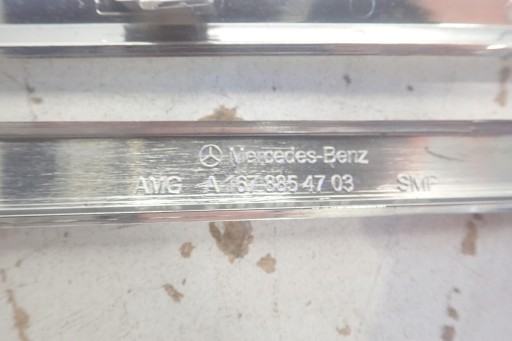 Mercedes-Benz
AMG A 167 885 47 03 SMP